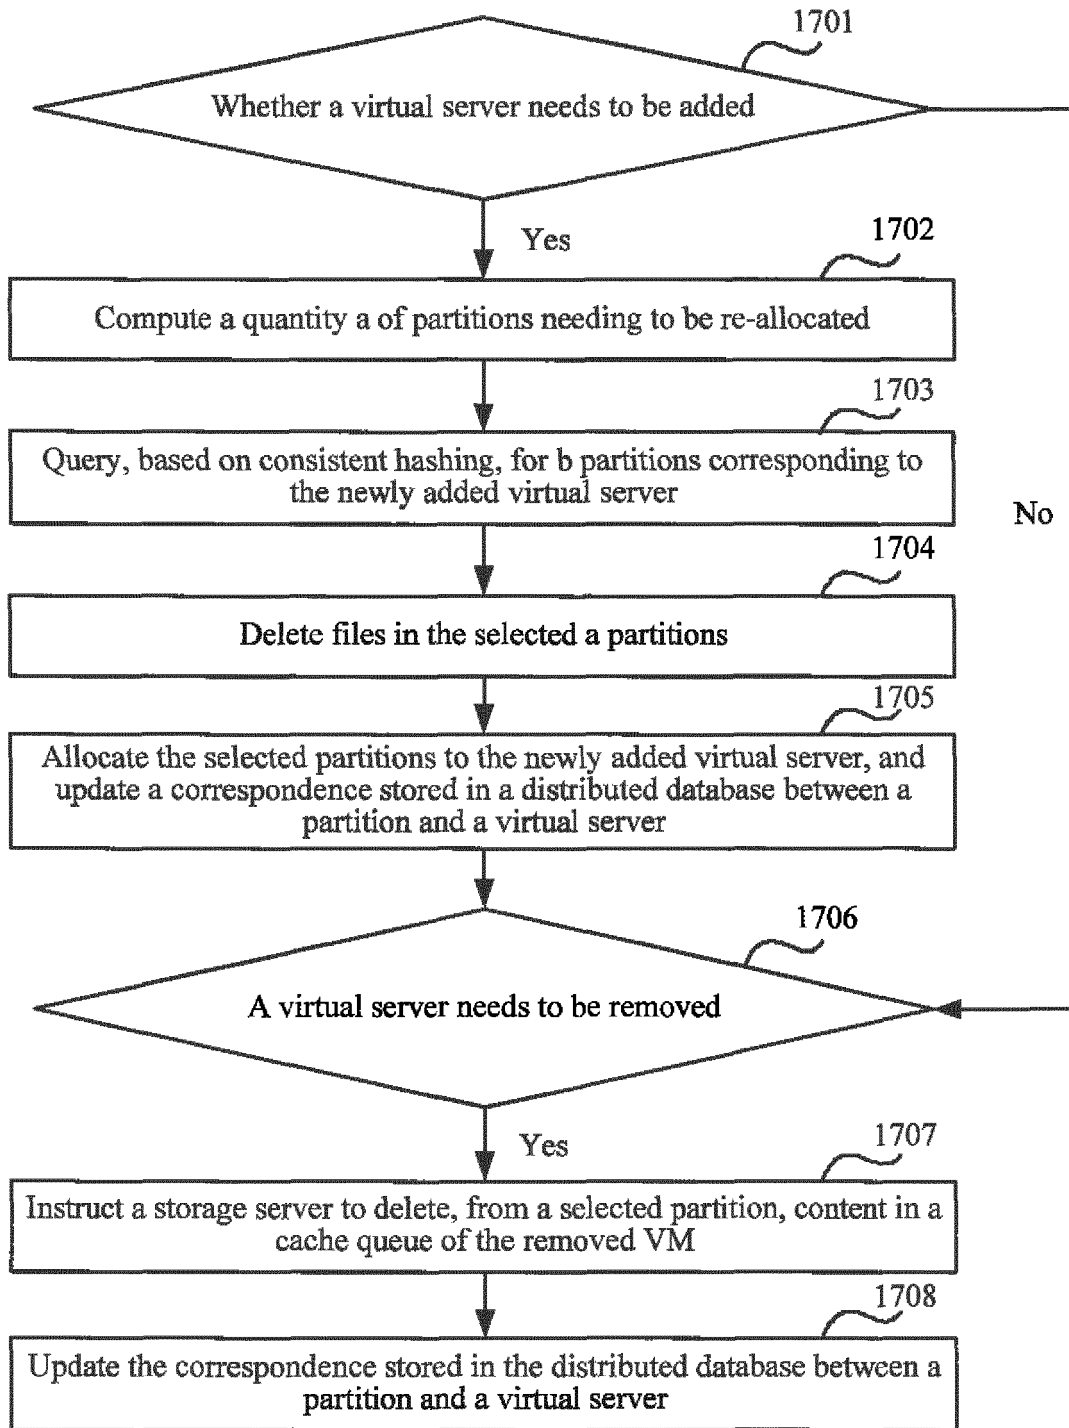 1701
Whether a virtual server needs to be added
Yes
1702
Compute a quantity a of partitions needing to be re-allocated
1703
Query, based on consistent hashing, for b partitions corresponding to
the newly added virtual server
No
1704
Delete files in the selected a partitions
1705
Allocate the selected partitions to the newly added virtual server, and
update a correspondence stored in a distributed database between a
partition and a virtual server
1706
A virtual server needs to be removed
Yes
1707
Instruct a storage server to delete, from a selected partition, content in a
cache queue of the removed VM
1708
Update the correspondence stored in the distributed database between a
partition and a virtual server